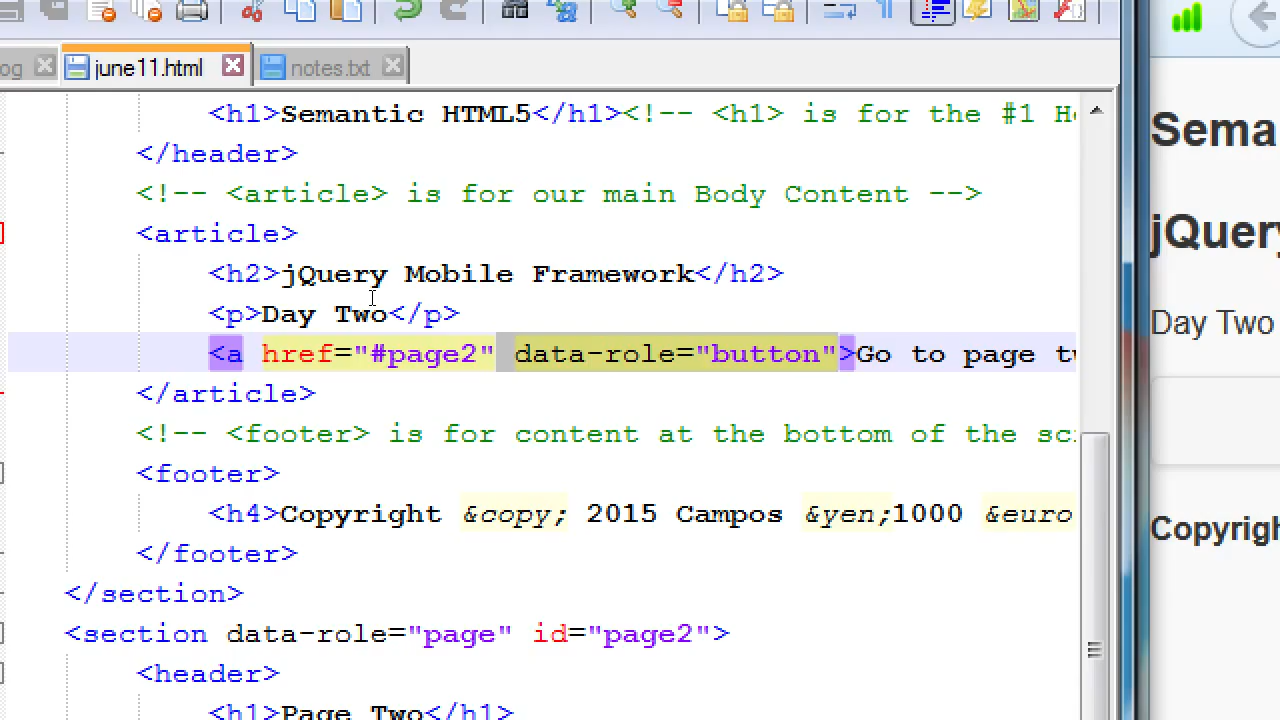 og
june11.html
notes.txt
<h1>Semantic HTML5</h1><!-- <h1> is for the #1 He
</header>
<!-- <article> is for our main Body Content -->
<article>
<h2>jQuery Mobile Framework</h2>
<p>Day Two</p>
<a href="#page2" data-role="button">Go to page tw
</article>
<!-- <footer> is for content at the bottom of the scr
<footer>
<h4>Copyright &copy; 2015 Campos &yen;1000 &euro
</footer>
</section>
<section data-role="page" id="page2">
<header>
<h1>Page Two</h1>
Sema
jQuery
Day Two
Copyrigh